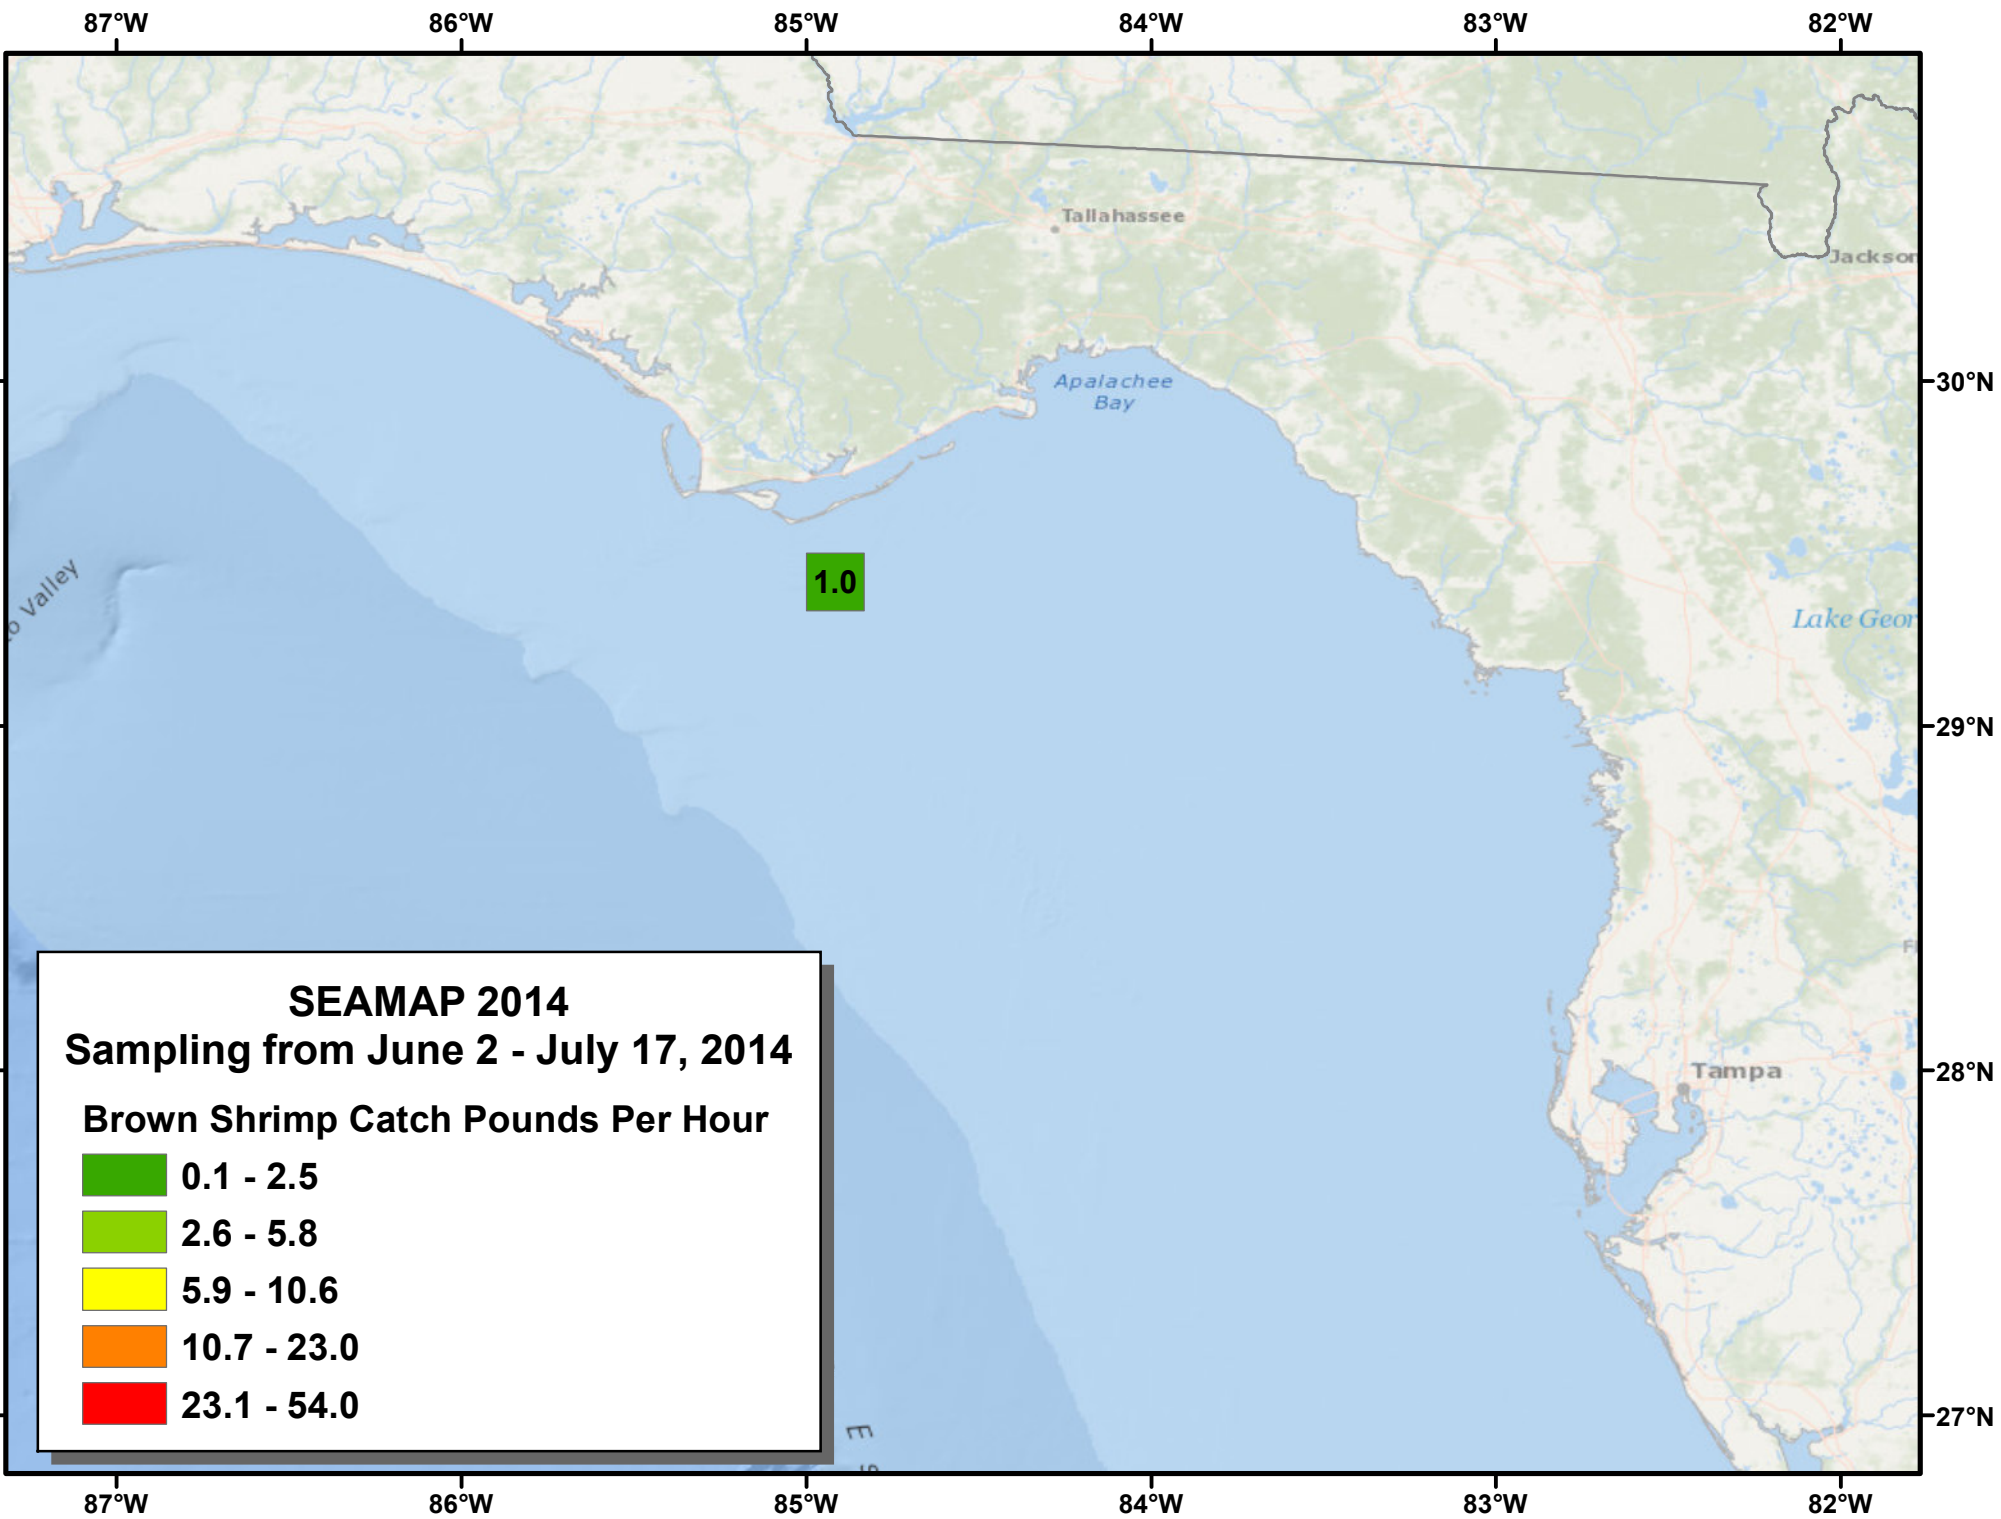 87°W 86°W 85°W 84°W 83°W 82°W
Tallahassee
Jackson
Apalachee
Bay
30°N
1.0
Valley
Lake Geor
29°N
SEAMAP 2014
Sampling from June 2 - July 17, 2014
Brown Shrimp Catch Pounds Per Hour
0.1 - 2.5
2.6 - 5.8
5.9 - 10.6
10.7 - 23.0
23.1 - 54.0
Tampa
28°N
27°N
E
87°W 86°W 85°W 84°W 83°W 82°W